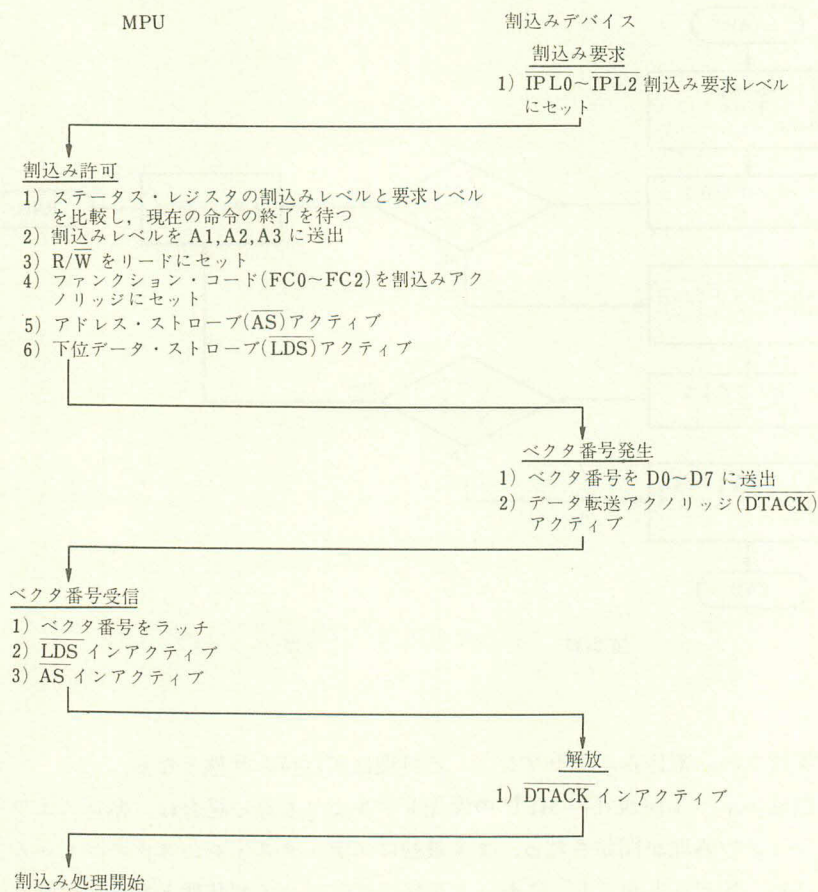 MPU
割込みデバイス
割込み要求
1) IPL0~IPL2 割込み要求レベル
にセット
割込み許可
1) ステータス・レジスタの割込みレベルと要求レベル
を比較し，現在の命令の終了を待つ
2) 割込みレベルを A1,A2,A3 に送出
3) R/W をリードにセット
4) ファンクション・コード(FC0~FC2)を割込みアク
ノリッジにセット
5) アドレス・ストローブ(AS)アクティブ
6) 下位データ・ストローブ(LDS)アクティブ
ベクタ番号発生
1) ベクタ番号を D0~D7 に送出
2) データ転送アクノリッジ(DTACK)
アクティブ
ベクタ番号受信
1) ベクタ番号をラッチ
2) LDS インアクティブ
3) AS インアクティブ
解放
1) DTACK インアクティブ
割込み処理開始